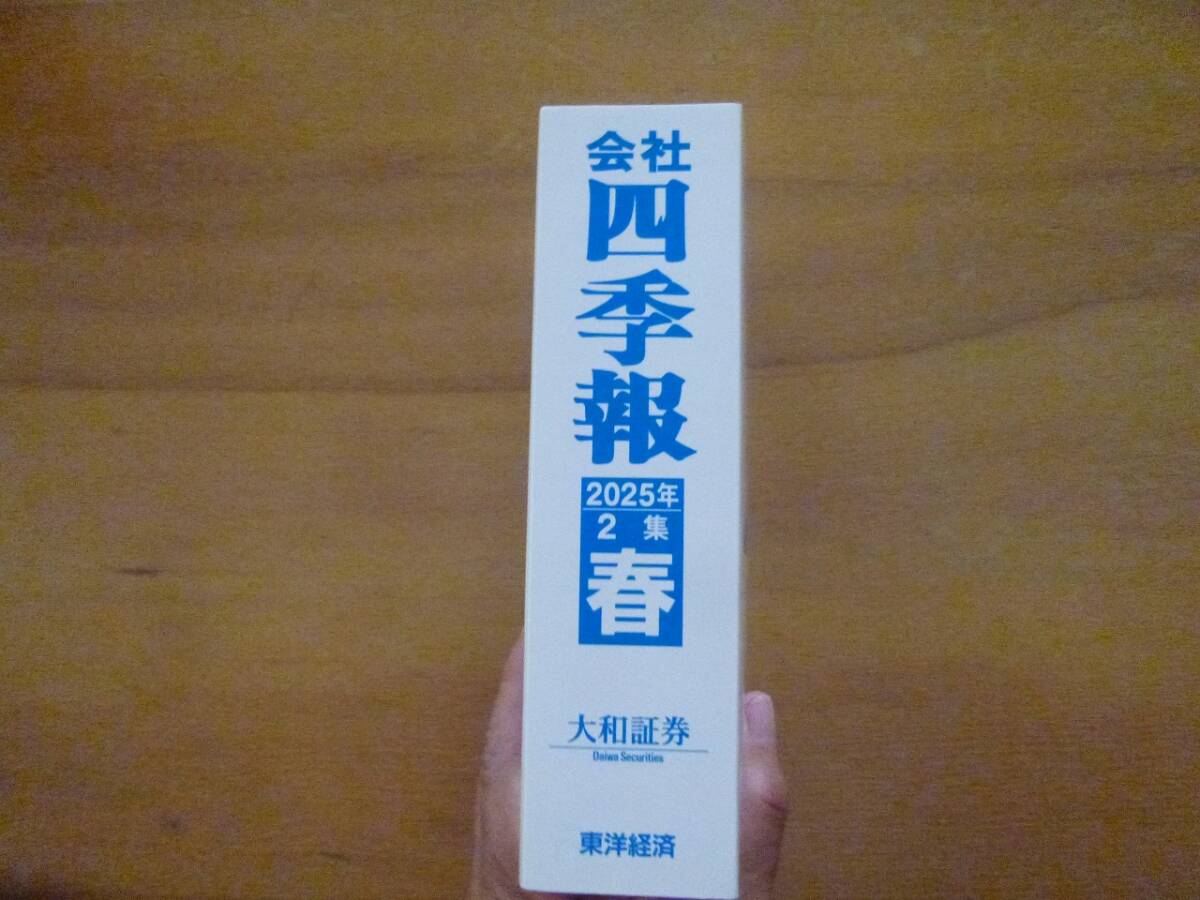 会社
四季報
2025年
2 集
春
大和証券
Daiwa Securities
東洋経済